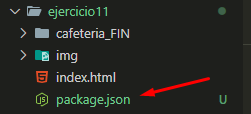 ejercicio11
cafeteria_FIN
img
index.html
package.json U